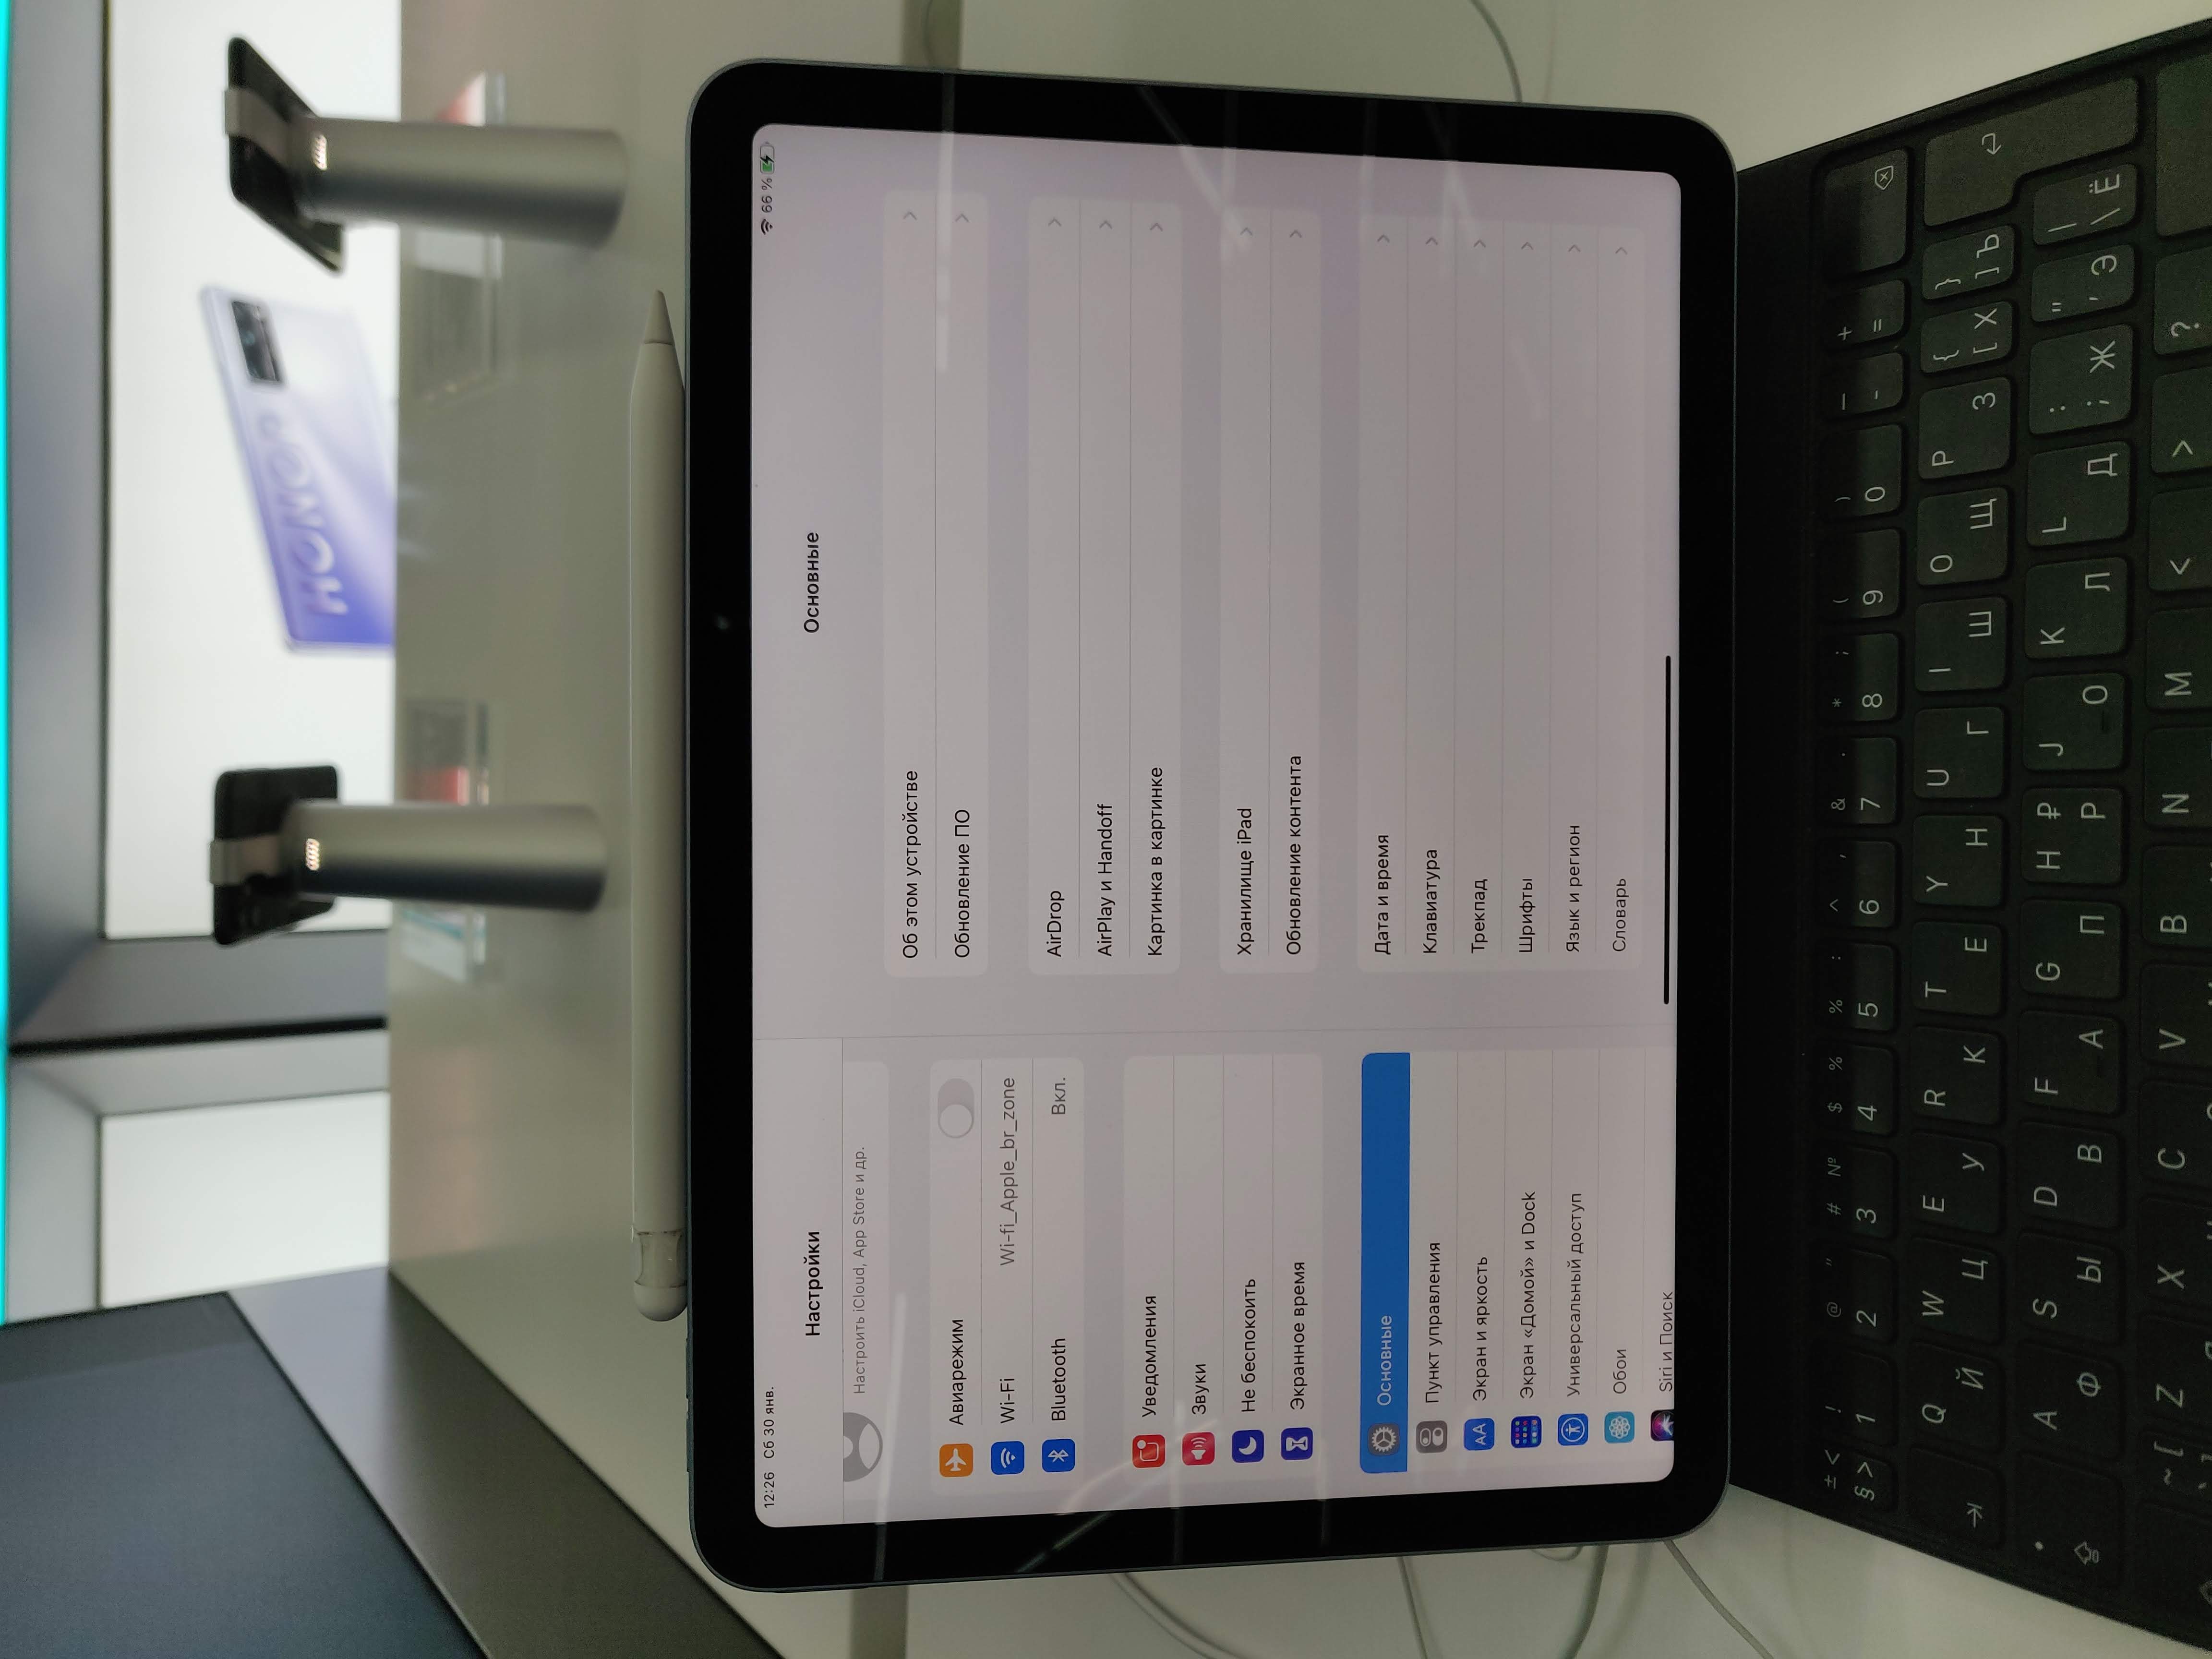 HONOR
12:26 Сб 30 янв.
66 %
Настройки
Основные
Настроить iCloud, App Store и др.
Авиарежим
Wi-Fi Wi-fi_Apple_br_zone
Bluetooth Вкл.
Уведомления
Звуки
Не беспокоить
Экранное время
Основные
Пункт управления
AA Экран и яркость
Экран «Домой» и Dock
Универсальный доступ
Обои
Siri и Поиск
Об этом устройстве
Обновление ПО
AirDrop
AirPlay и Handoff
Картинка в картинке
Хранилище iPad
Обновление контента
Дата и время
Клавиатура
Трекпад
Шрифты
Язык и регион
Словарь
± < ! @ " # № $ % % : ^ , & . * ; ( ) — +
§ > 1 2 3 4 5 6 7 8 9 0 - =
Q W E R T Y U I O P { }
Й Ц У К Е Н Г Ш Щ З [ Х ] Ъ
A S D F G H ₽ J K L : " |
Ф Ы В А П Р О Л Д ; Ж ' Э \ Ё
~ [ Z X C V B N M < > ?